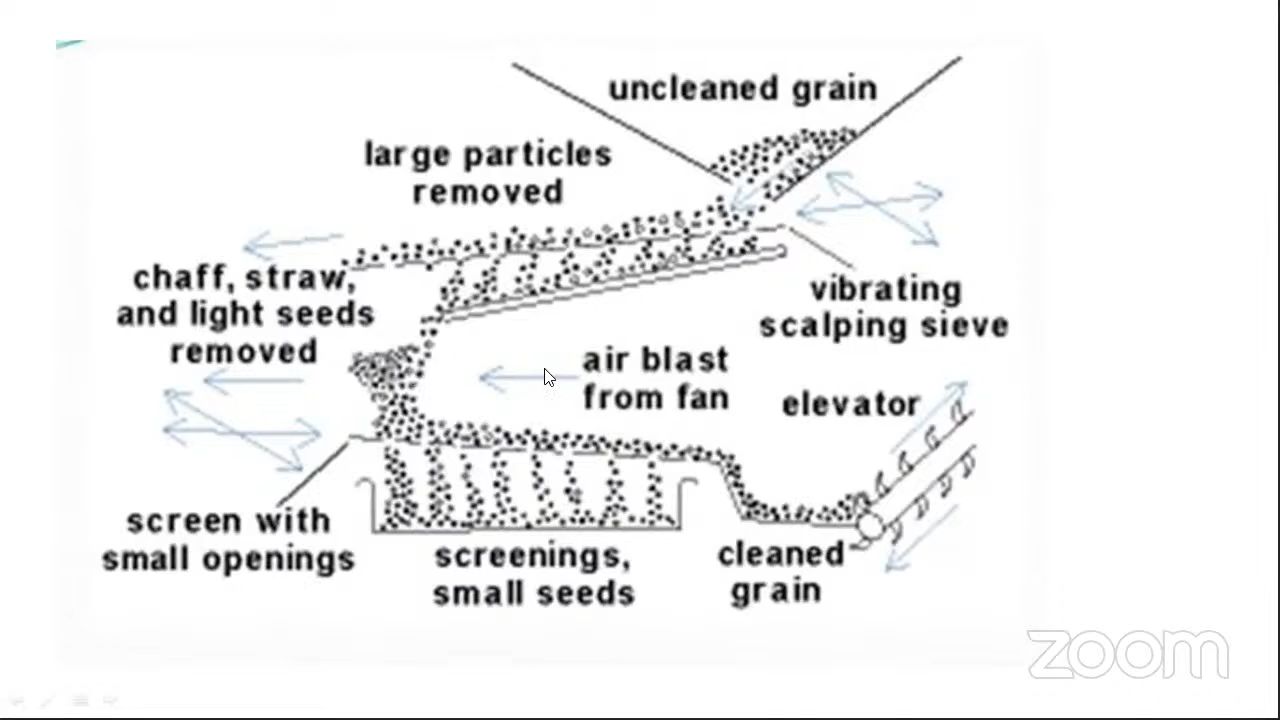 uncleaned grain
large particles
removed
chaff, straw,
and light seeds
removed
vibrating
scalping sieve
air blast
from fan
elevator
screen with
small openings
screenings,
small seeds
cleaned
grain
zoom